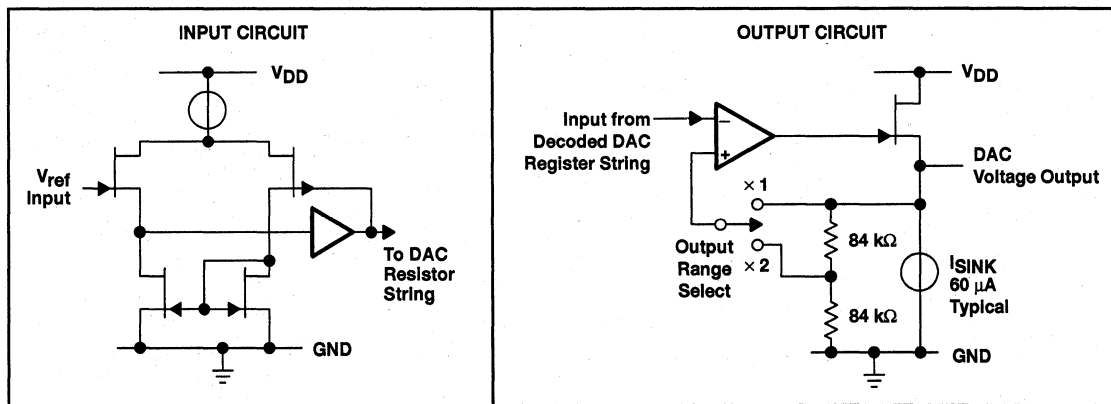 INPUT CIRCUIT
VDD
Vref
Input
To DAC
Resistor
String
GND
OUTPUT CIRCUIT
VDD
Input from
Decoded DAC
Register String
−
+
DAC
Voltage Output
× 1
84 kΩ
Output
Range
Select
× 2
ISINK
60 μA
Typical
84 kΩ
GND